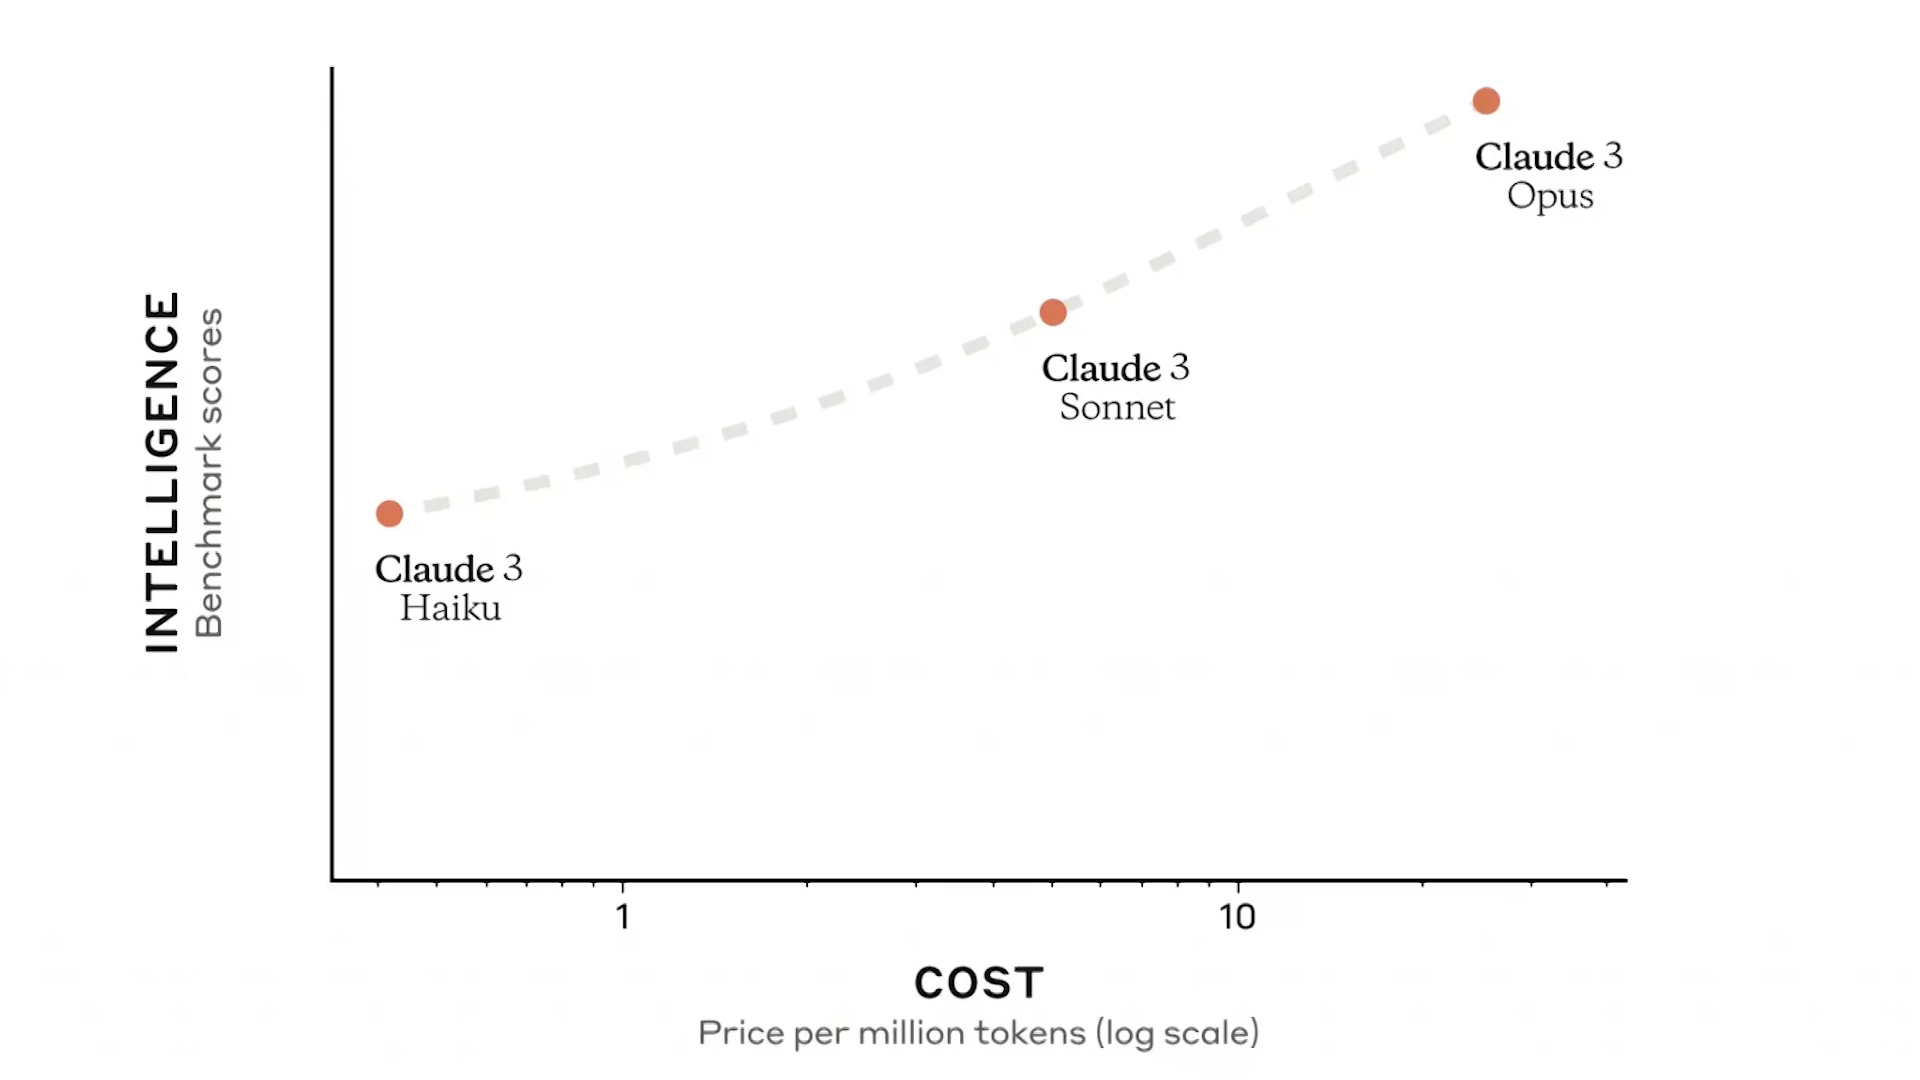 INTELLIGENCE
Benchmark scores
Claude 3
Opus
Claude 3
Sonnet
Claude 3
Haiku
1
10
COST
Price per million tokens (log scale)